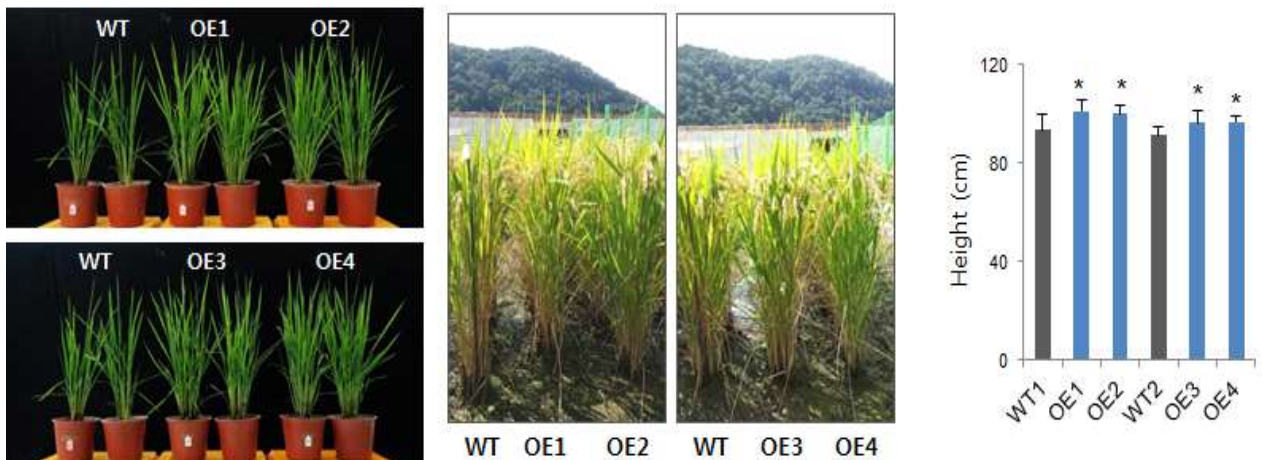 WT OE1 OE2
WT OE3 OE4
WT OE1 OE2
WT OE3 OE4
Height (cm)
120
80
40
0
* * * *
WT1 OE1 OE2 WT2 OE3 OE4